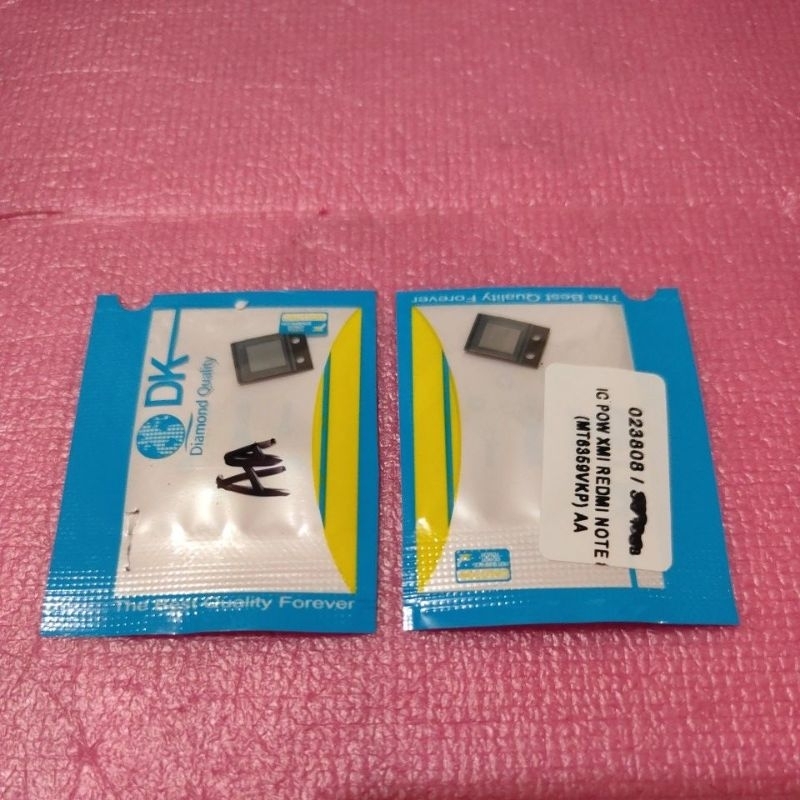 DK
Diamond Quality
AA
The Best Quality Forever
The Best Quality Forever
023808 /
IC POW XMI REDMI NOTE
(MT6359VKP) AA